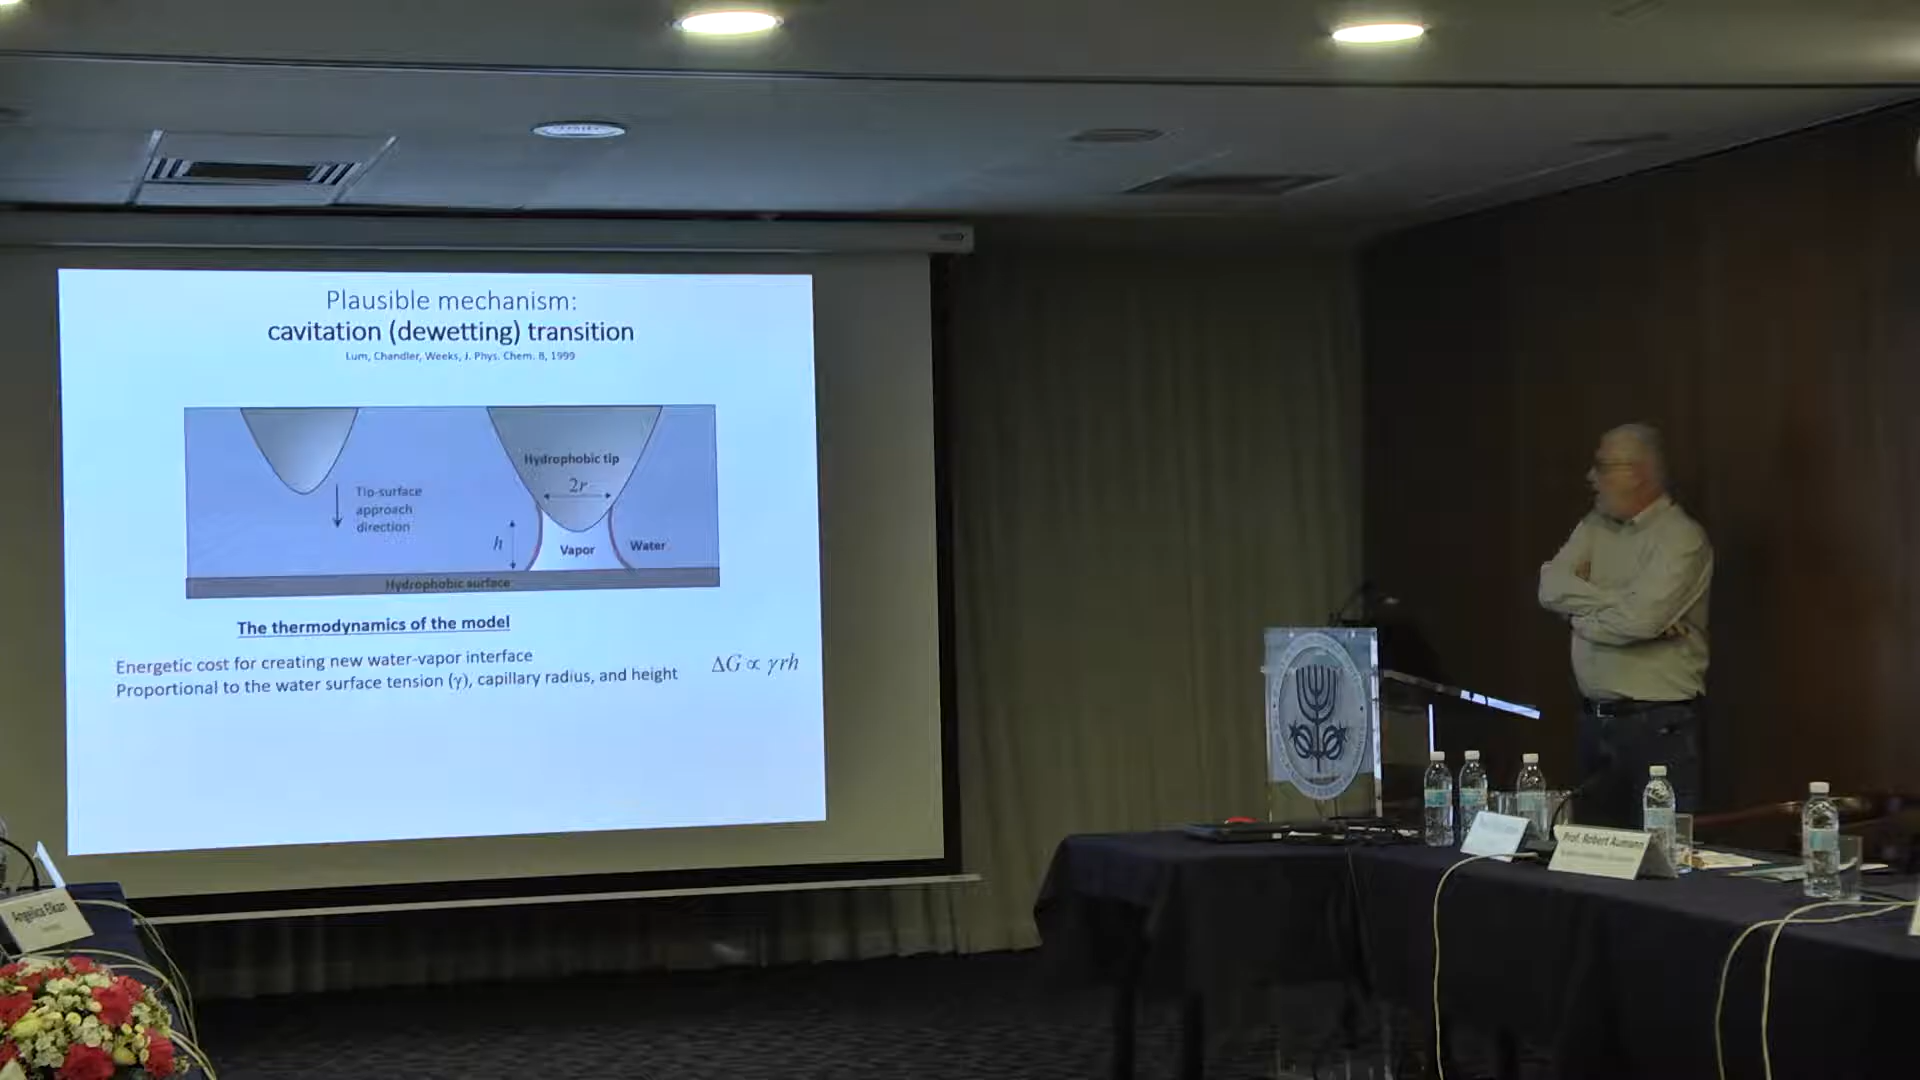 Plausible mechanism:
cavitation (dewetting) transition
Lum, Chandler, Weeks, J. Phys. Chem. B, 1999
Hydrophobic tip
2r
Tip-surface
approach
direction
h
Vapor
Water
Hydrophobic surface
The thermodynamics of the model
Energetic cost for creating new water-vapor interface
Proportional to the water surface tension (γ), capillary radius, and height
ΔG ∝ γrh
Prof. Robert Aumann
Angelica Elkan